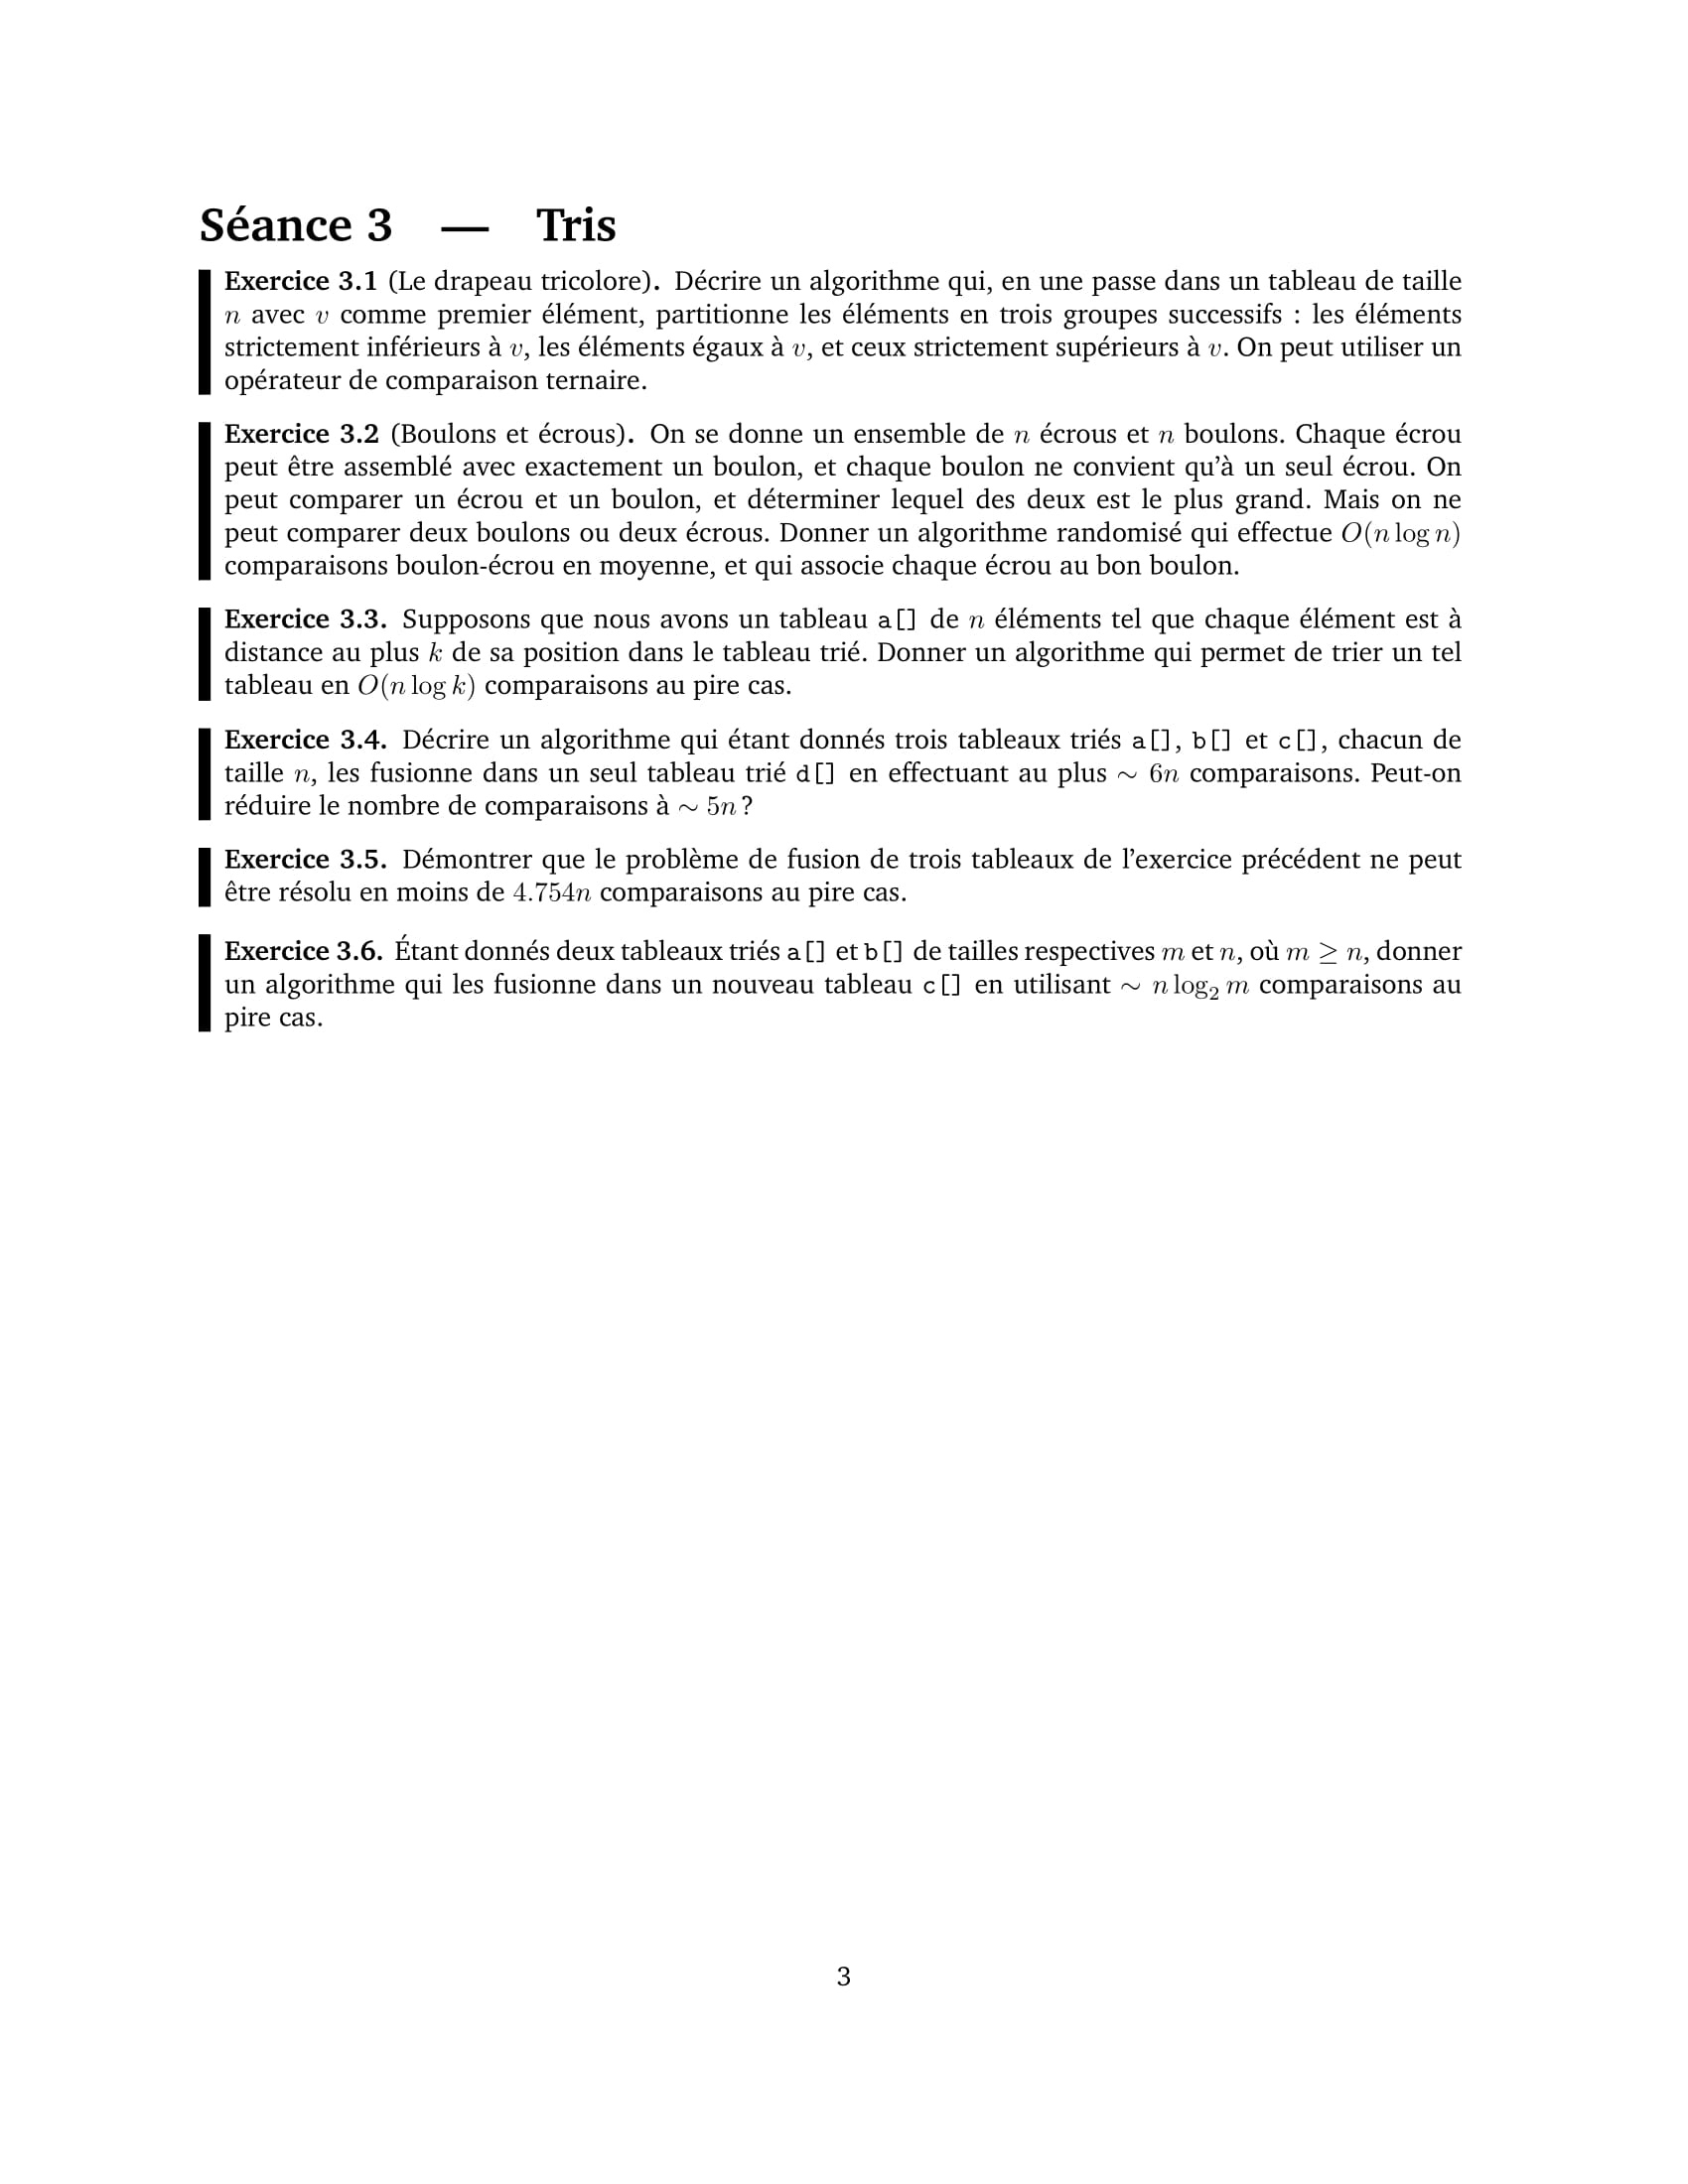 Séance 3 — Tris
Exercice 3.1 (Le drapeau tricolore). Décrire un algorithme qui, en une passe dans un tableau de taille
n avec v comme premier élément, partitionne les éléments en trois groupes successifs : les éléments
strictement inférieurs à v, les éléments égaux à v, et ceux strictement supérieurs à v. On peut utiliser un
opérateur de comparaison ternaire.
Exercice 3.2 (Boulons et écrous). On se donne un ensemble de n écrous et n boulons. Chaque écrou
peut être assemblé avec exactement un boulon, et chaque boulon ne convient qu'à un seul écrou. On
peut comparer un écrou et un boulon, et déterminer lequel des deux est le plus grand. Mais on ne
peut comparer deux boulons ou deux écrous. Donner un algorithme randomisé qui effectue O(n log n)
comparaisons boulon-écrou en moyenne, et qui associe chaque écrou au bon boulon.
Exercice 3.3. Supposons que nous avons un tableau a[] de n éléments tel que chaque élément est à
distance au plus k de sa position dans le tableau trié. Donner un algorithme qui permet de trier un tel
tableau en O(n log k) comparaisons au pire cas.
Exercice 3.4. Décrire un algorithme qui étant donnés trois tableaux triés a[], b[] et c[], chacun de
taille n, les fusionne dans un seul tableau trié d[] en effectuant au plus ∼ 6n comparaisons. Peut-on
réduire le nombre de comparaisons à ∼ 5n ?
Exercice 3.5. Démontrer que le problème de fusion de trois tableaux de l'exercice précédent ne peut
être résolu en moins de 4.754n comparaisons au pire cas.
Exercice 3.6. Étant donnés deux tableaux triés a[] et b[] de tailles respectives m et n, où m ≥ n, donner
un algorithme qui les fusionne dans un nouveau tableau c[] en utilisant ∼ n log₂ m comparaisons au
pire cas.
3